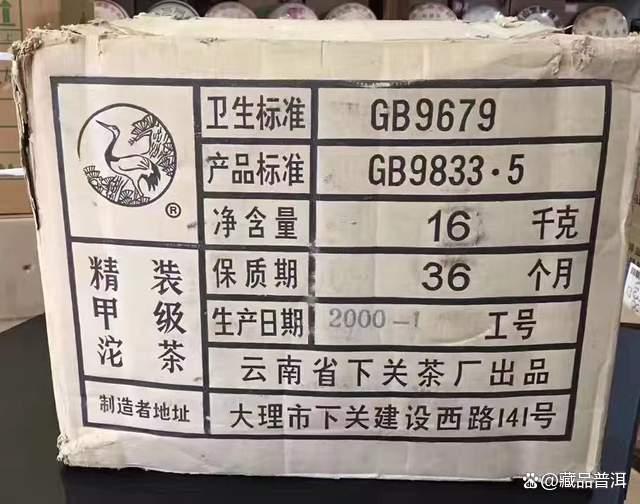 卫生标准 GB9679
产品标准 GB9833·5
净含量 16 千克
保质期 36 个月
生产日期 2000-1 工号
精装
甲级
沱茶
云南省下关茶厂出品
制造者地址 大理市下关建设西路141号
®
@藏品普洱